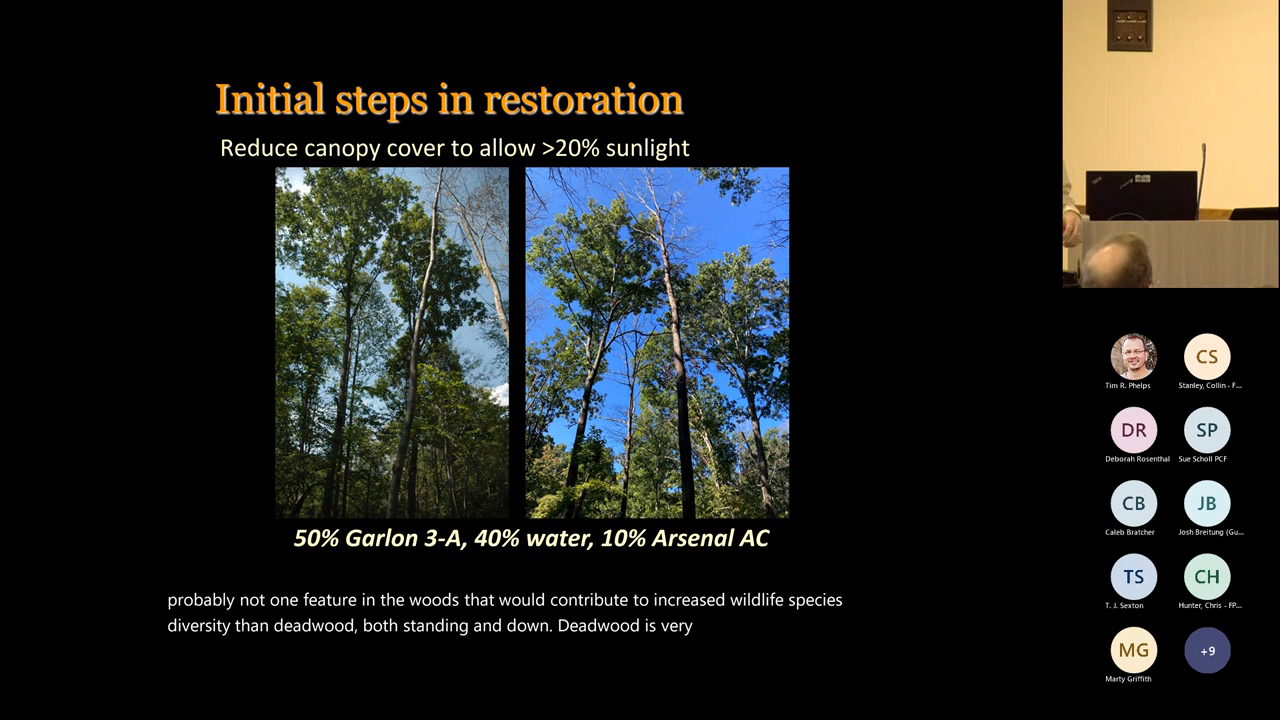 Initial steps in restoration
Reduce canopy cover to allow >20% sunlight
50% Garlon 3-A, 40% water, 10% Arsenal AC
probably not one feature in the woods that would contribute to increased wildlife species
diversity than deadwood, both standing and down. Deadwood is very
Tim R. Phelps
CS
Stanley, Collin - F...
DR
Deborah Rosenthal
SP
Sue Scholl PCF
CB
Caleb Bratcher
JB
Josh Breitung (Gu...
TS
T. J. Sexton
CH
Hunter, Chris - FP...
MG
Marty Griffith
+9